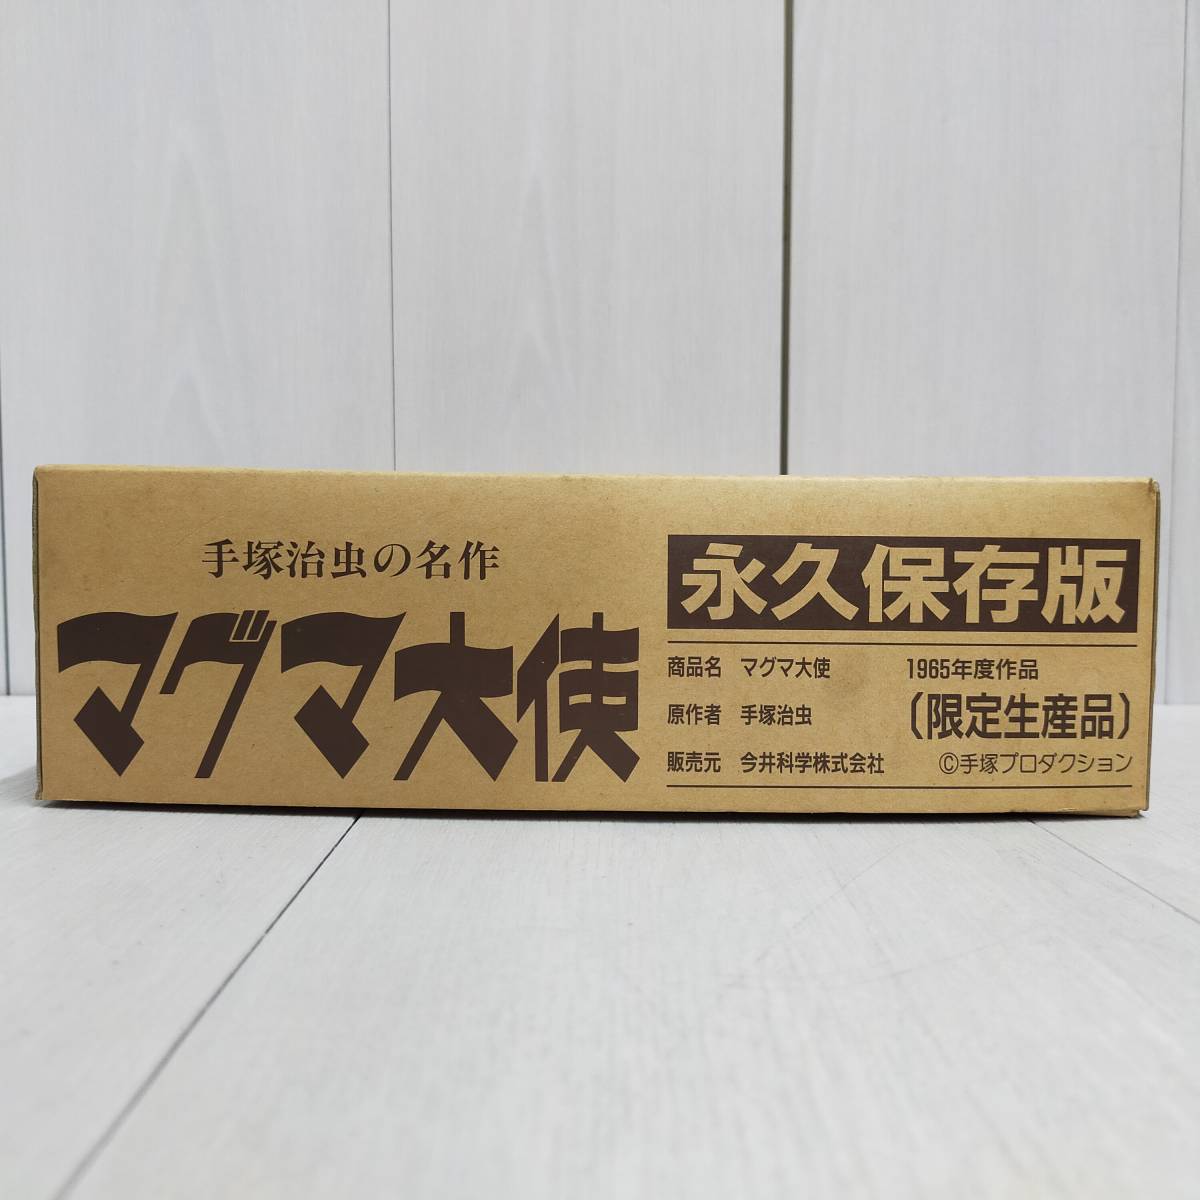 手塚治虫の名作
マグマ大使
永久保存版
商品名 マグマ大使 1965年度作品
原作者 手塚治虫 〔限定生産品〕
販売元 今井科学株式会社 ©手塚プロダクション